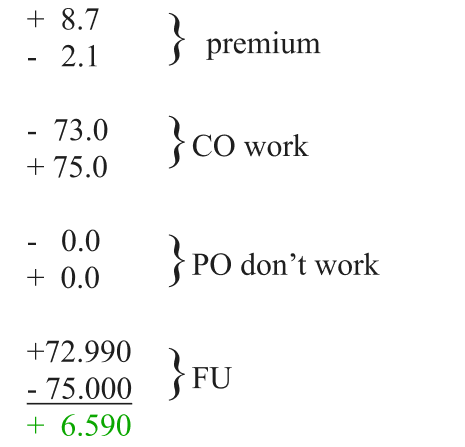 + 8.7
- 2.1
} premium
- 73.0
+ 75.0
} CO work
- 0.0
+ 0.0
} PO don’t work
+72.990
- 75.000
} FU
+ 6.590